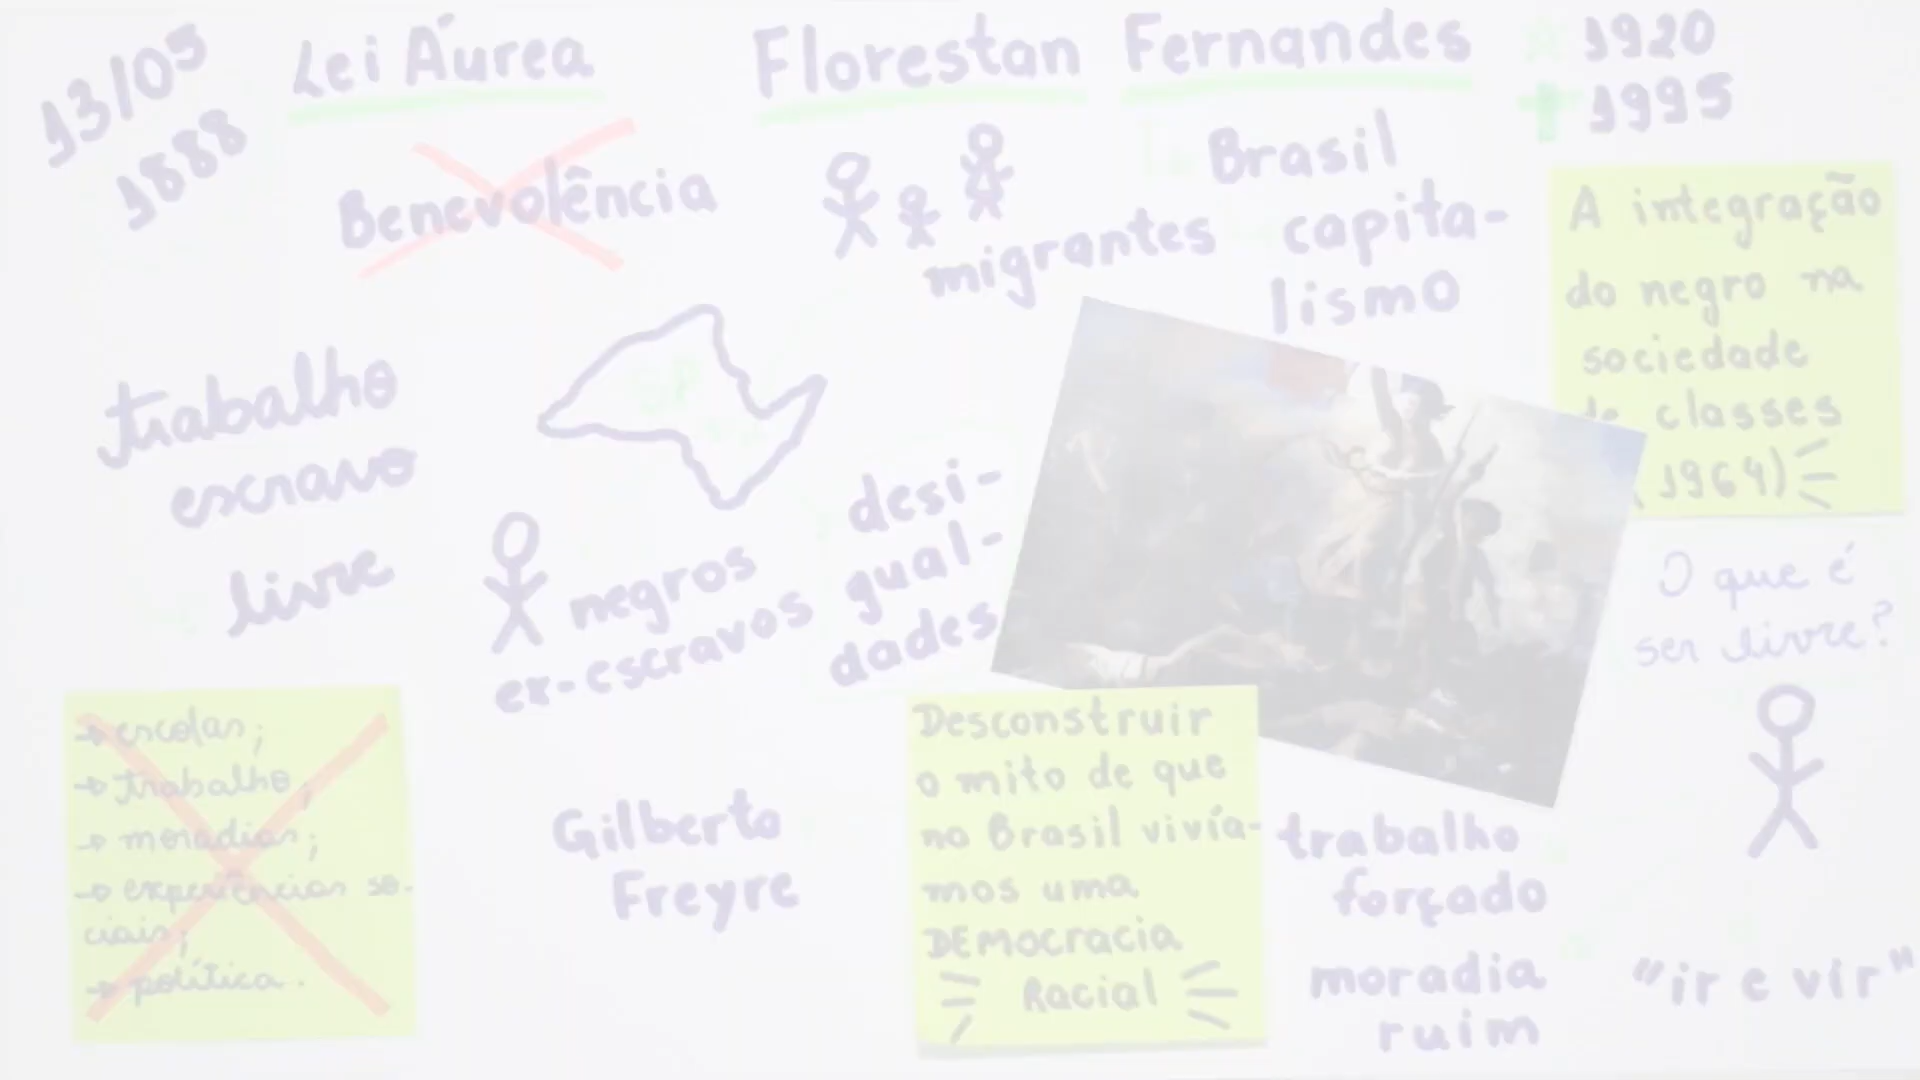 13/05
1888
Lei Áurea
Benevolência
Florestan Fernandes
1920
1995
migrantes
Brasil
capita-
lismo
A integração
do negro na
sociedade
de classes
1964)
trabalho
escravo
livre
SP
negros
ex-escravos
desi-
gual-
dades
O que é
ser livre?
→ escolas;
→ trabalho;
→ moradias;
→ experiências so-
ciais;
→ política.
Gilberto
Freyre
Desconstruir
o mito de que
no Brasil vivía-
mos uma
DEMOCRACIA
Racial
trabalho
forçado
moradia
ruim
"ir e vir"